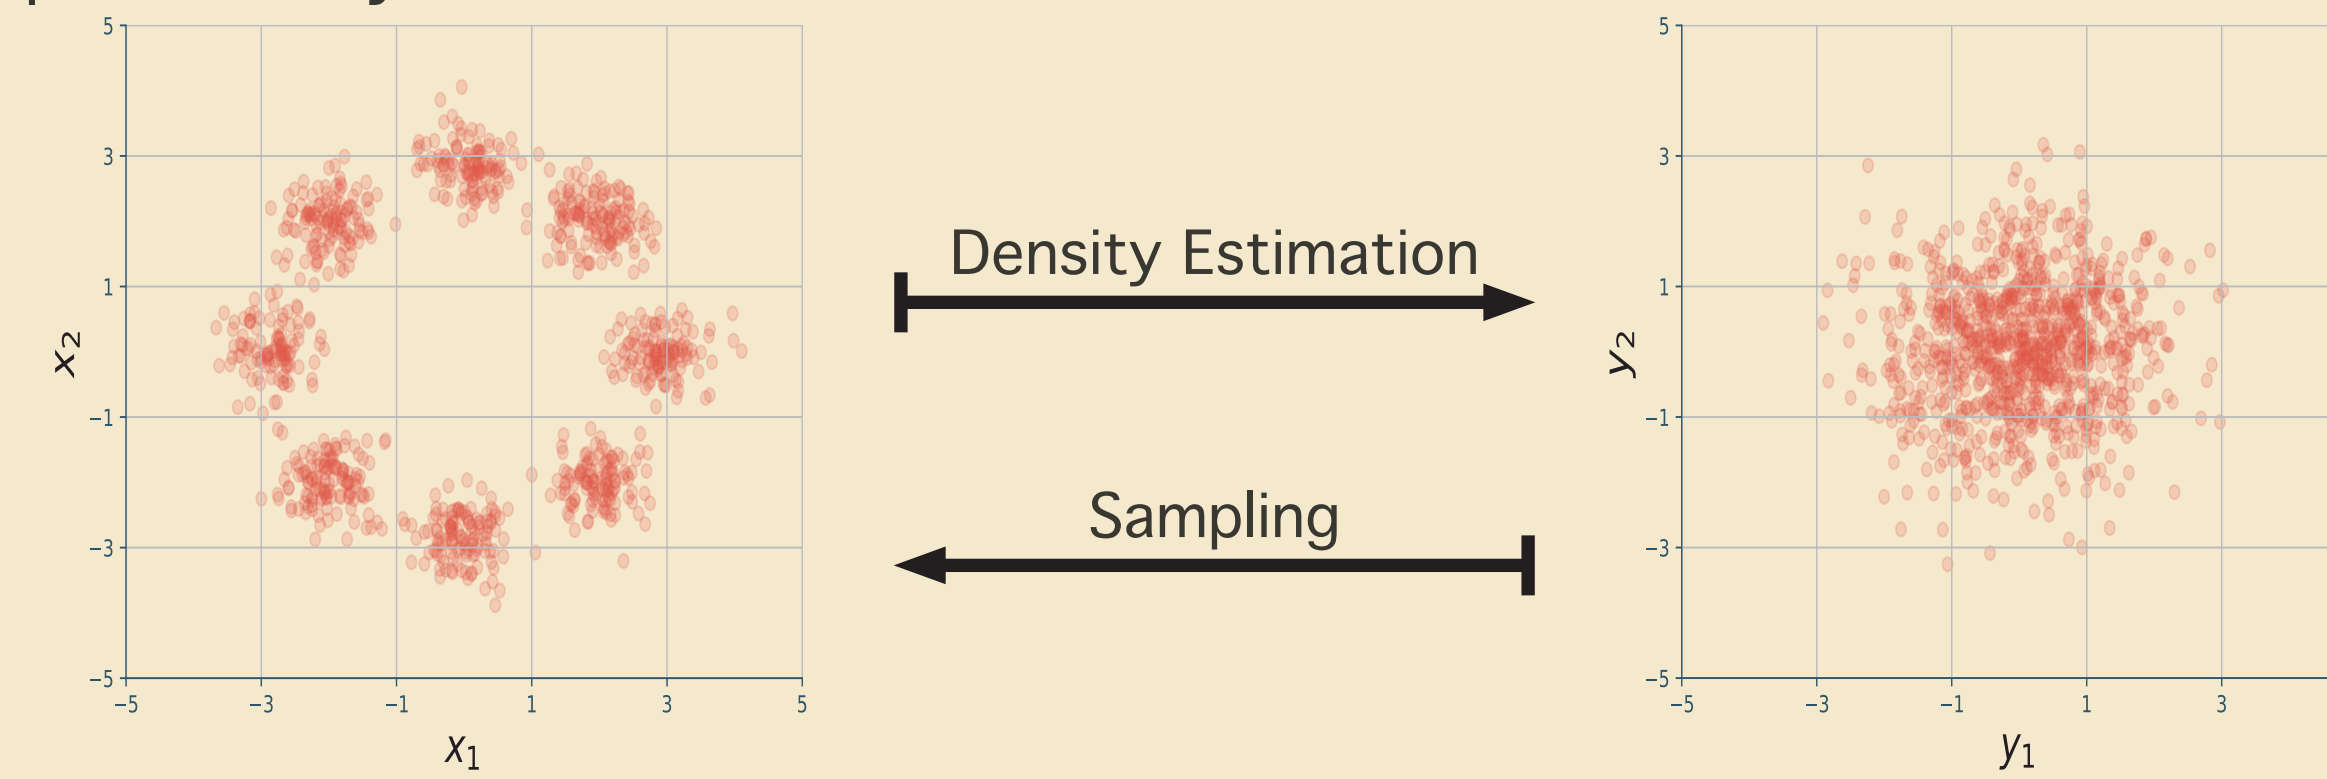 5
3
1
−1
−3
−5
−5 −3 −1 1 3 5
x₂
x₁
Density Estimation
Sampling
5
3
1
−1
−3
−5
−5 −3 −1 1 3
y₂
y₁